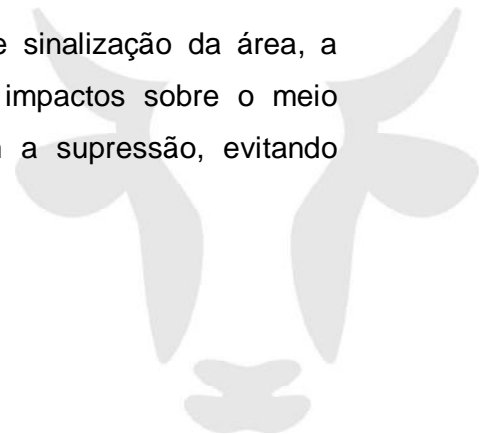 e sinalização da área, a
impactos sobre o meio
a supressão, evitando